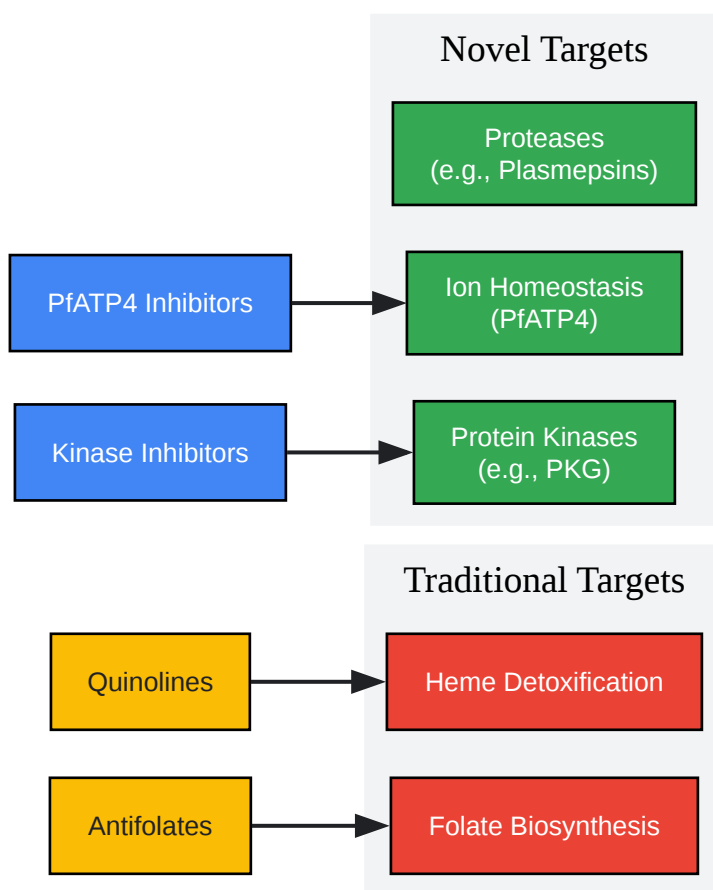 Novel Targets
Proteases
(e.g., Plasmepsins)
PfATP4 Inhibitors
Ion Homeostasis
(PfATP4)
Kinase Inhibitors
Protein Kinases
(e.g., PKG)
Traditional Targets
Quinolines
Heme Detoxification
Antifolates
Folate Biosynthesis